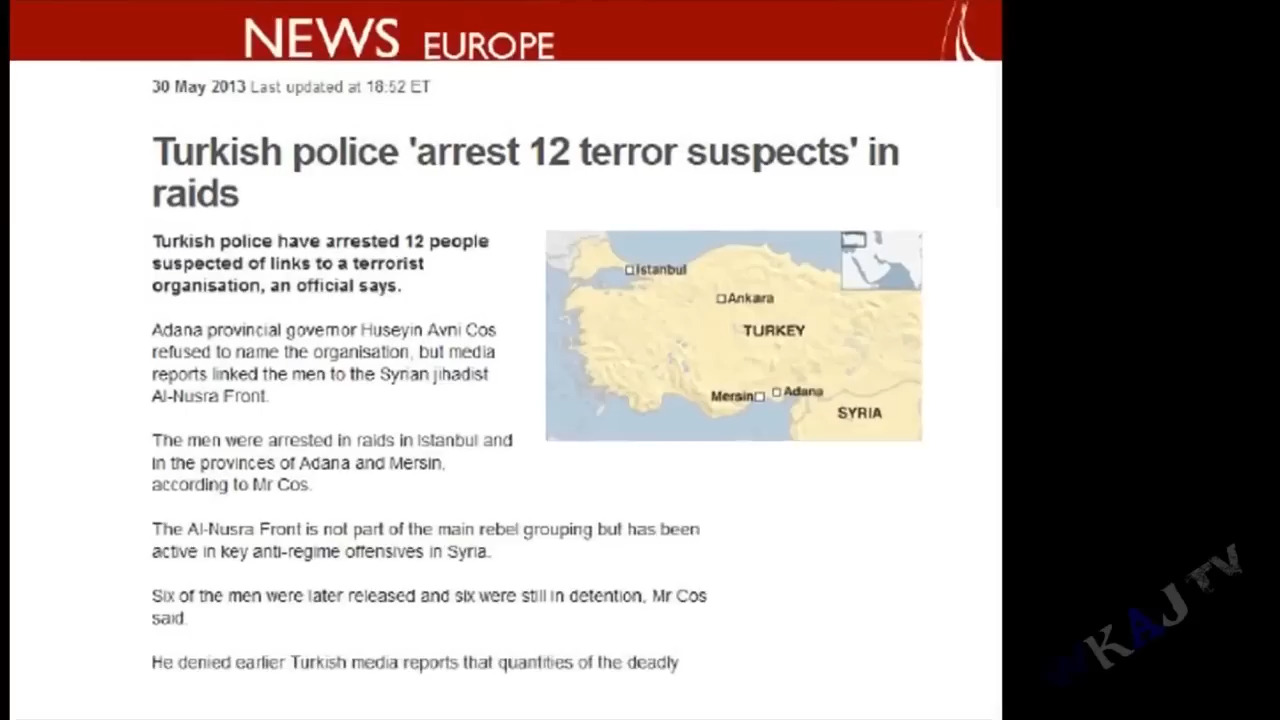 NEWS EUROPE
30 May 2013 Last updated at 18:52 ET
Turkish police 'arrest 12 terror suspects' in
raids
Turkish police have arrested 12 people
suspected of links to a terrorist
organisation, an official says.
Adana provincial governor Huseyin Avni Cos
refused to name the organisation, but media
reports linked the men to the Syrian jihadist
Al-Nusra Front.
The men were arrested in raids in Istanbul and
in the provinces of Adana and Mersin,
according to Mr Cos.
Istanbul
Ankara
TURKEY
Mersin Adana
SYRIA
The Al-Nusra Front is not part of the main rebel grouping but has been
active in key anti-regime offensives in Syria.
Six of the men were later released and six were still in detention, Mr Cos
said.
He denied earlier Turkish media reports that quantities of the deadly
KAJ TV